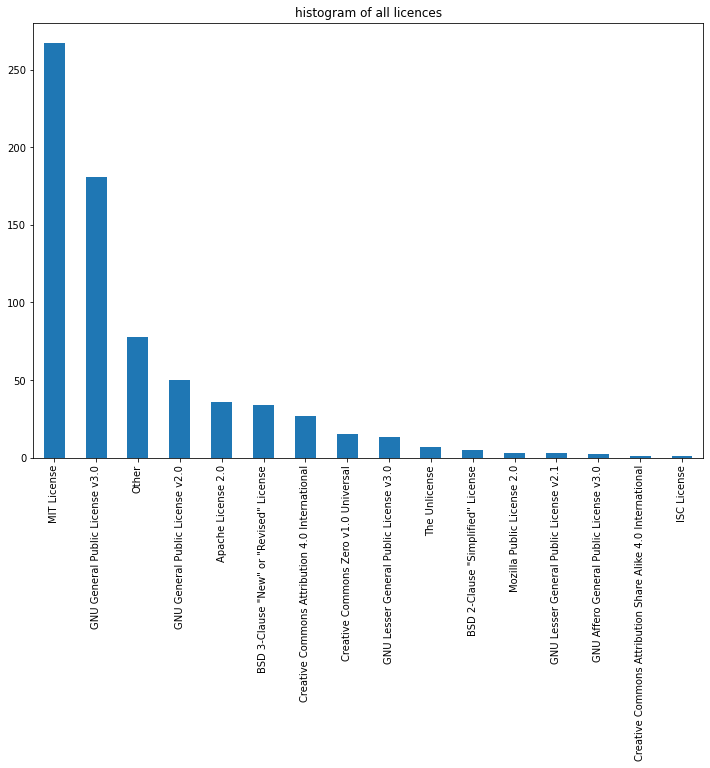 histogram of all licences
250
200
150
100
50
0
MIT License
GNU General Public License v3.0
Other
GNU General Public License v2.0
Apache License 2.0
BSD 3-Clause "New" or "Revised" License
Creative Commons Attribution 4.0 International
Creative Commons Zero v1.0 Universal
GNU Lesser General Public License v3.0
The Unlicense
BSD 2-Clause "Simplified" License
Mozilla Public License 2.0
GNU Lesser General Public License v2.1
GNU Affero General Public License v3.0
Creative Commons Attribution Share Alike 4.0 International
ISC License